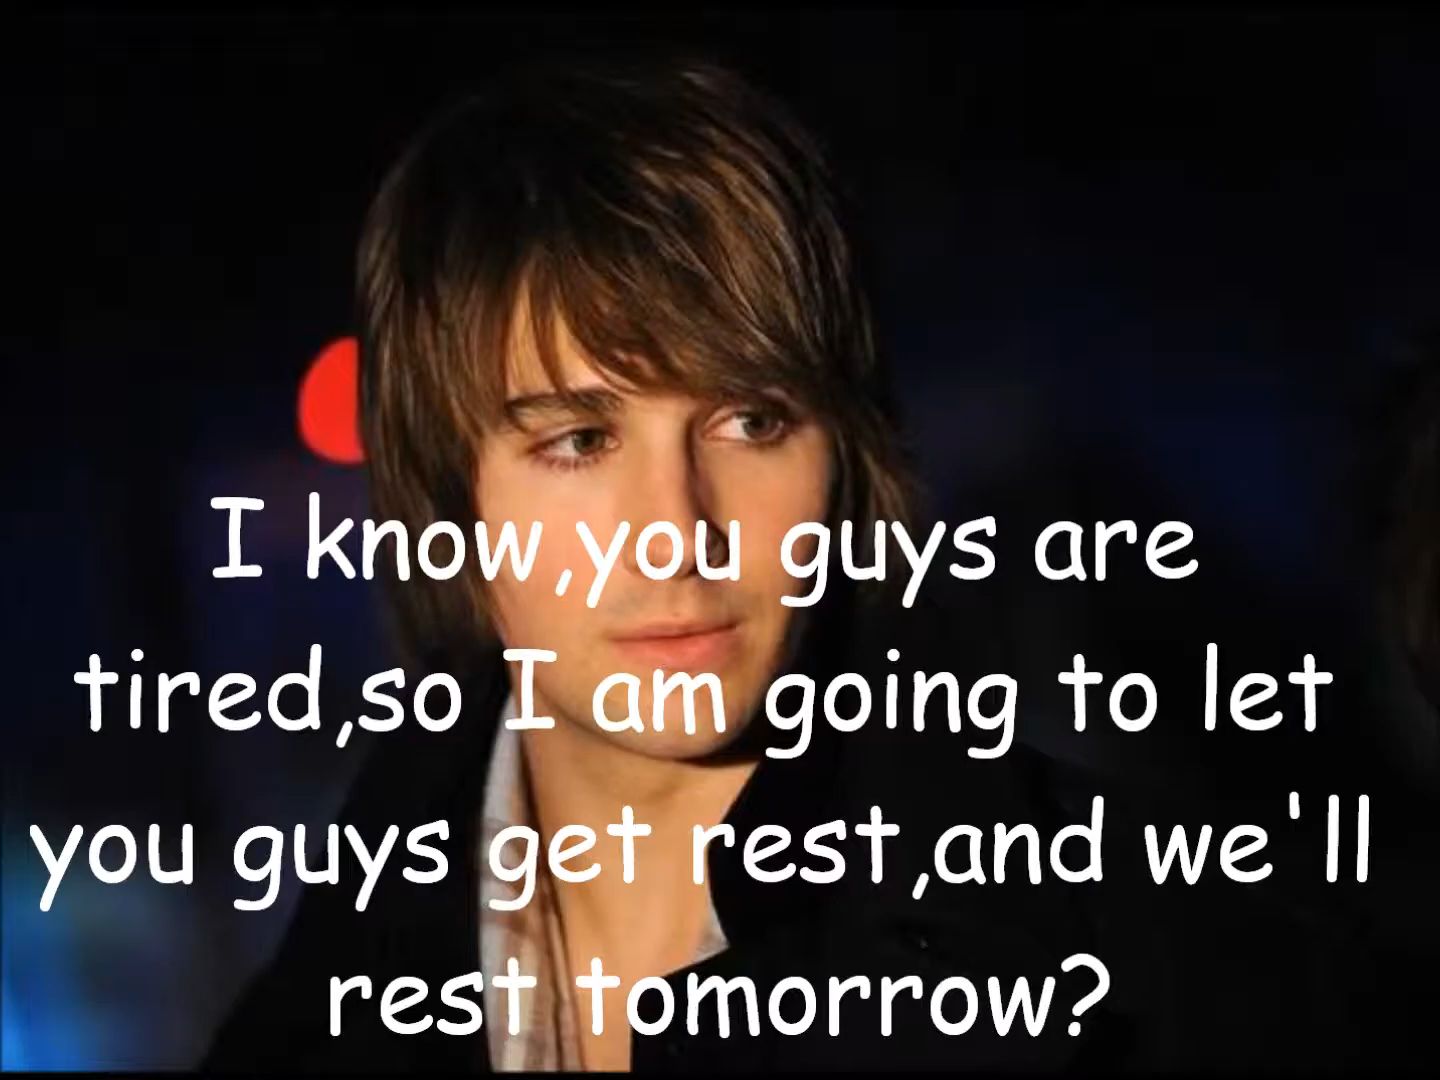 I know,you guys are
tired,so I am going to let
you guys get rest,and we'll
rest tomorrow?